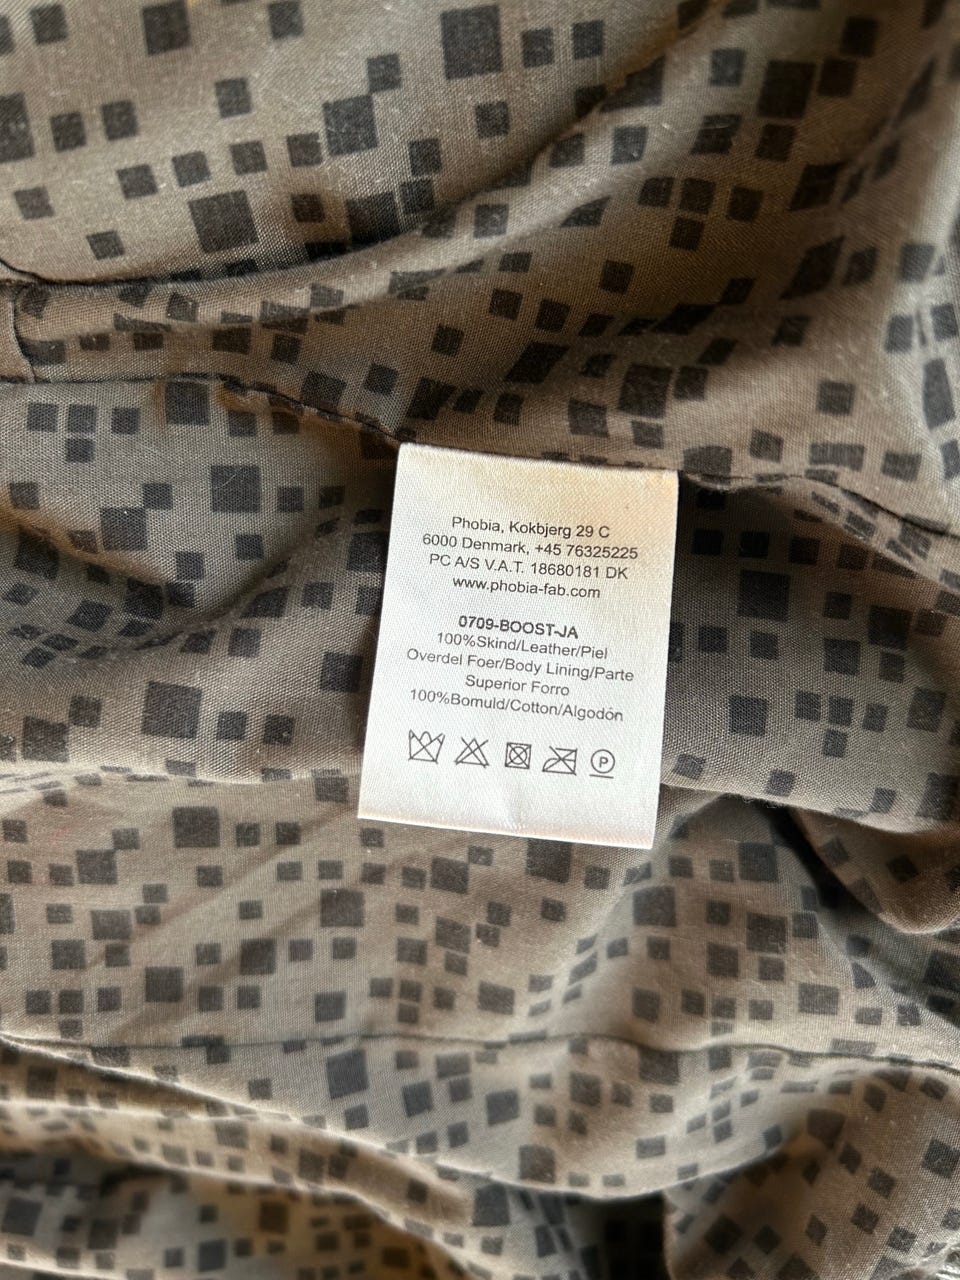 Phobia, Kokbjerg 29 C
6000 Denmark, +45 76325225
PC A/S V.A.T. 18680181 DK
www.phobia-fab.com
0709-BOOST-JA
100%Skind/Leather/Piel
Overdel Foer/Body Lining/Parte
Superior Forro
100%Bomuld/Cotton/Algodón
P